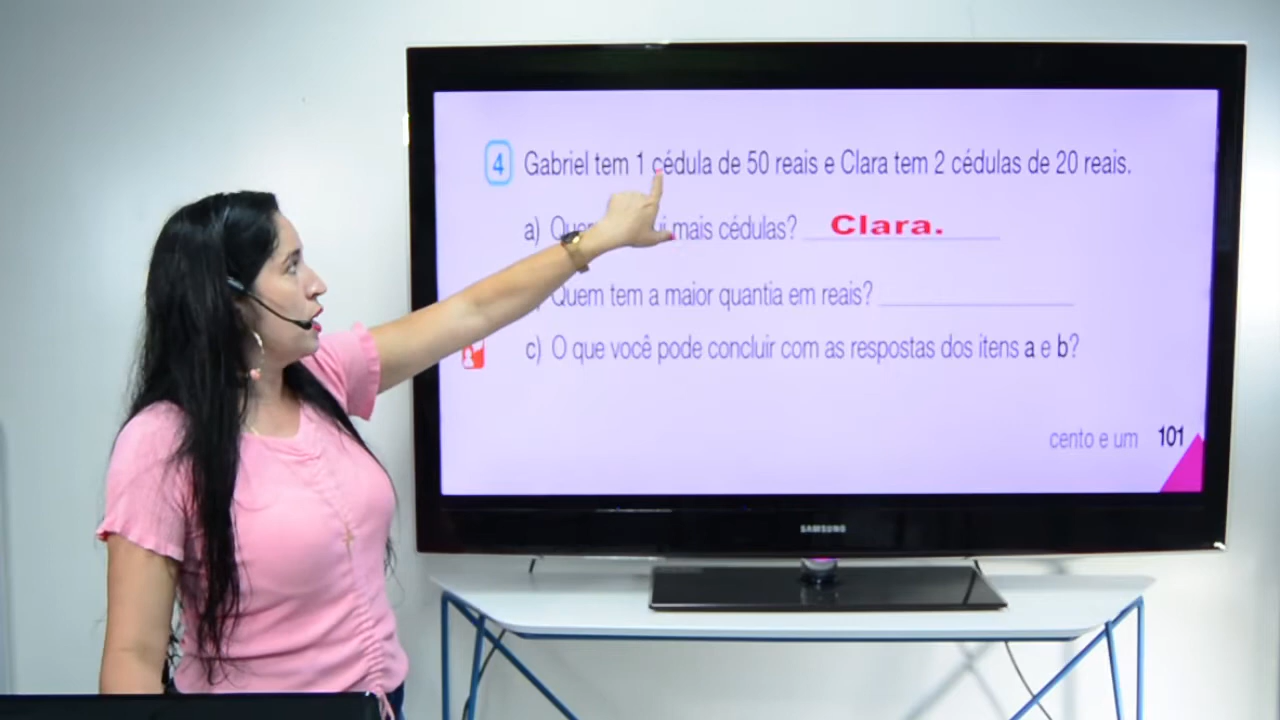 4 Gabriel tem 1 cédula de 50 reais e Clara tem 2 cédulas de 20 reais.
a) mais cédulas? Clara.
Quem tem a maior quantia em reais?
c) O que você pode concluir com as respostas dos itens a e b?
cento e um 101
SAMSUNG